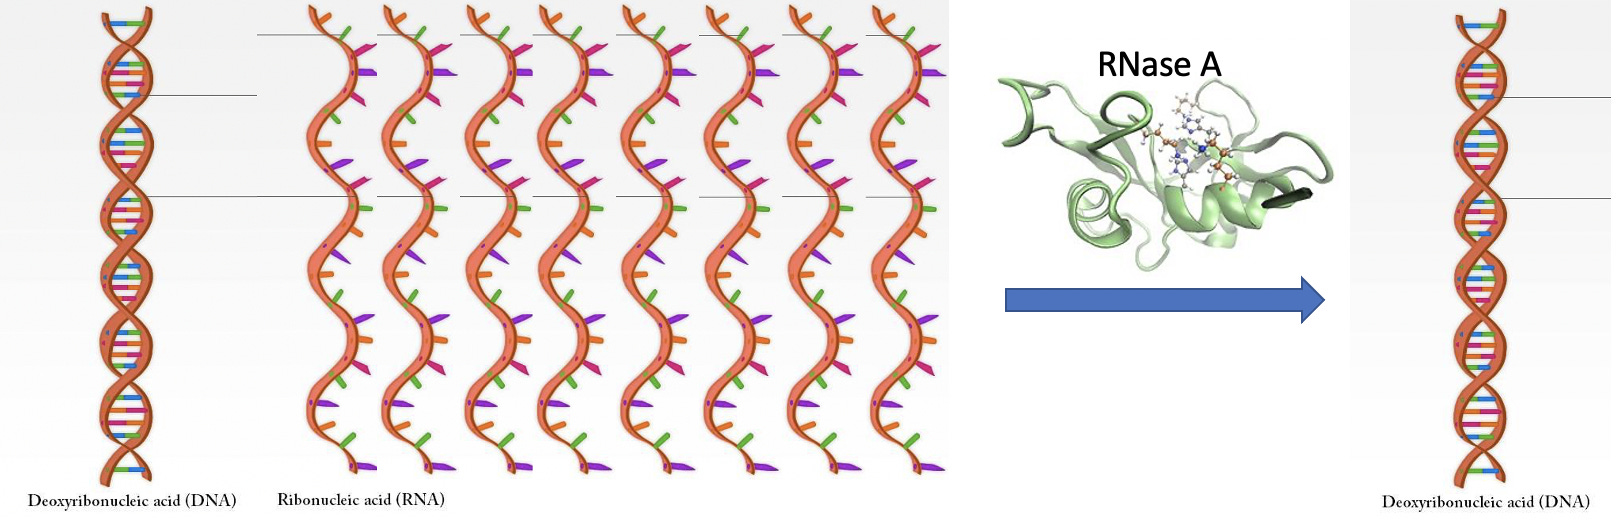 RNase A
Deoxyribonucleic acid (DNA)
Ribonucleic acid (RNA)
Deoxyribonucleic acid (DNA)